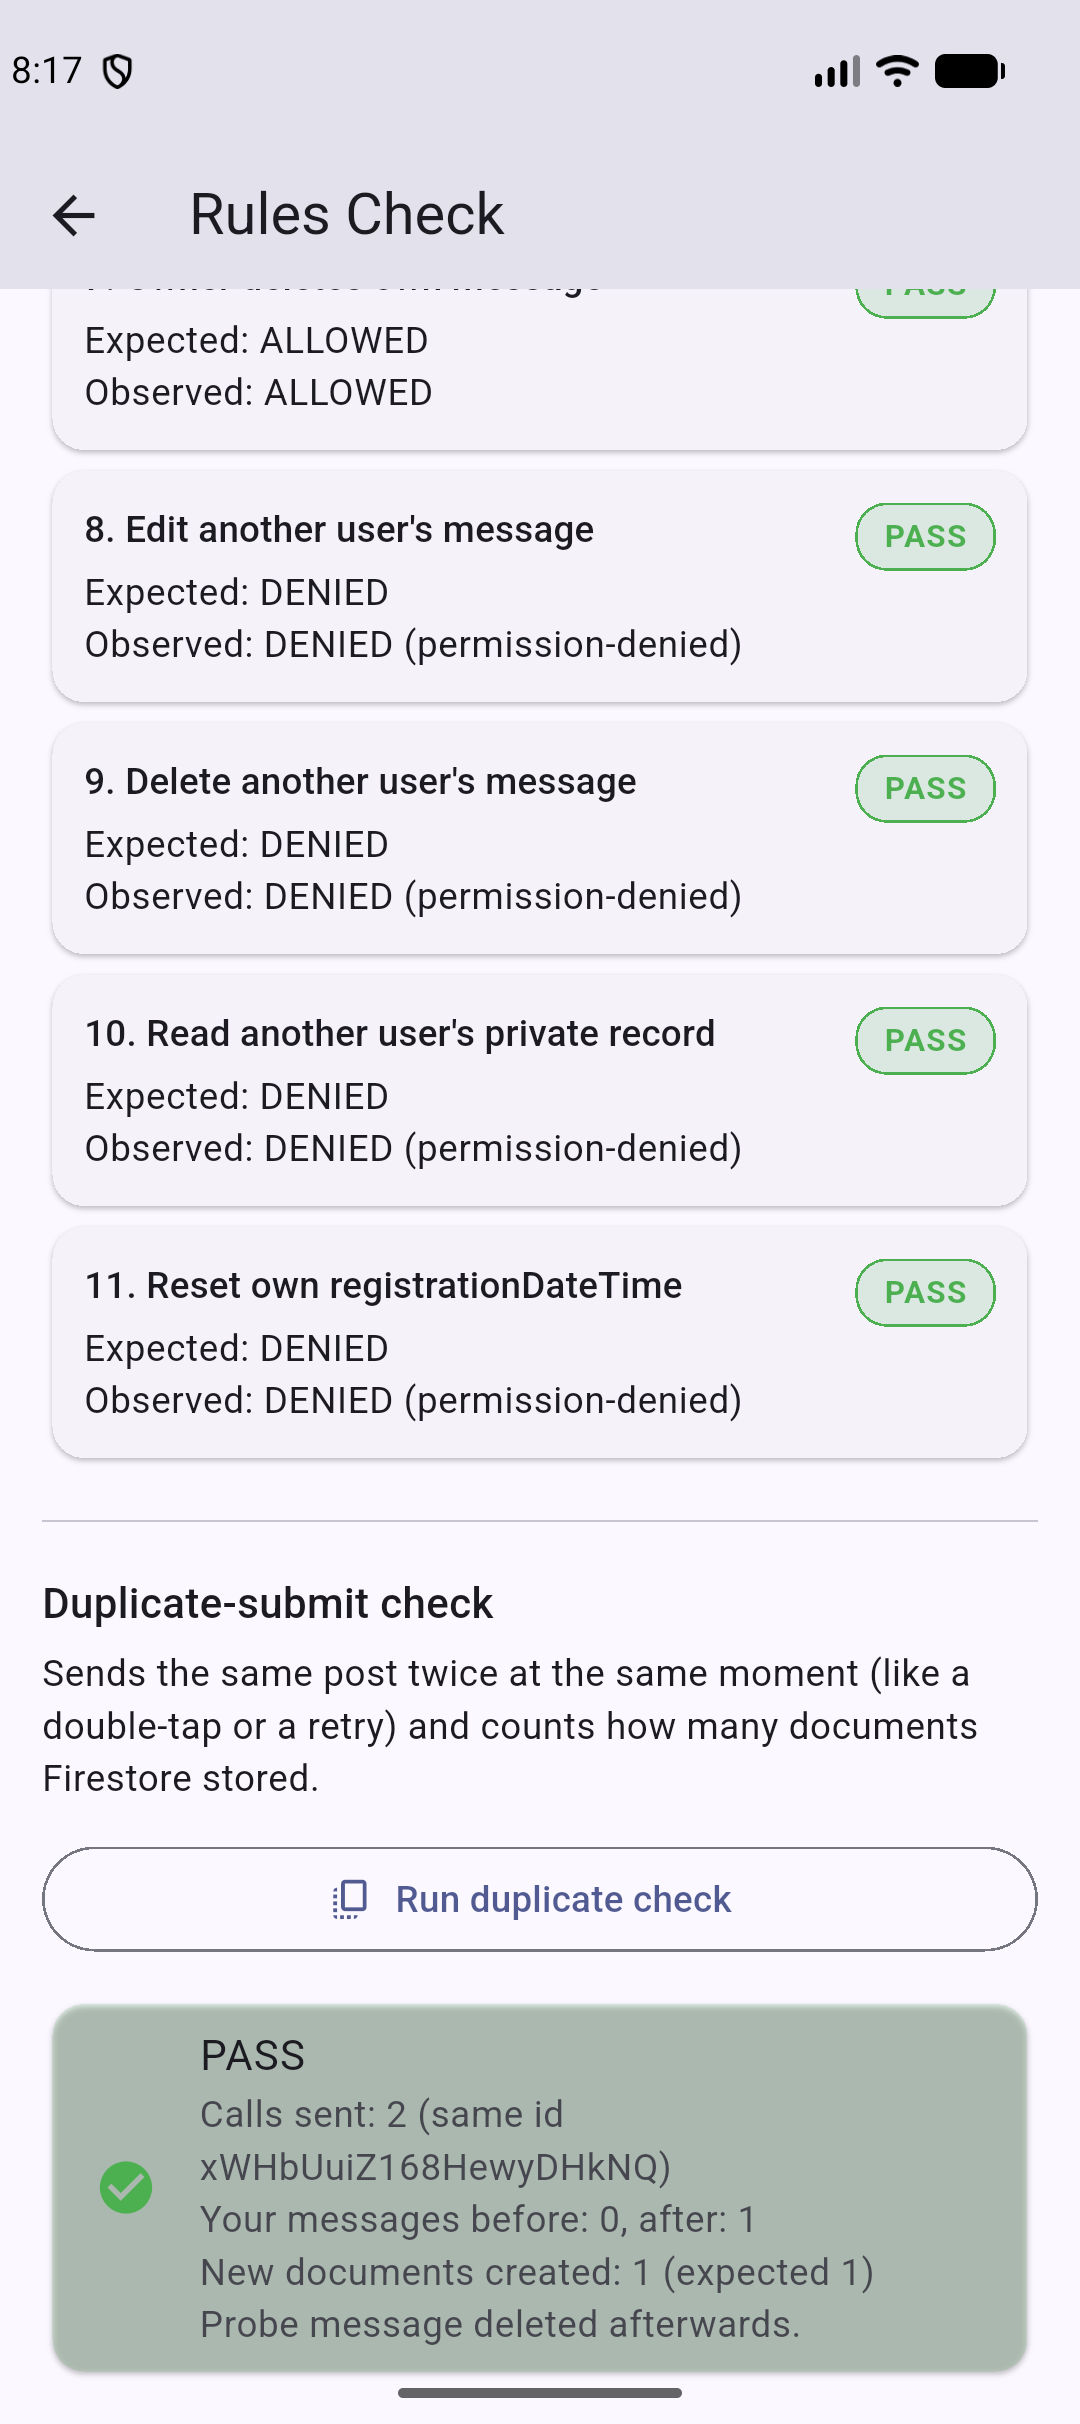 8:17
Rules Check
Expected: ALLOWED
Observed: ALLOWED
8. Edit another user's message
PASS
Expected: DENIED
Observed: DENIED (permission-denied)
9. Delete another user's message
PASS
Expected: DENIED
Observed: DENIED (permission-denied)
10. Read another user's private record
PASS
Expected: DENIED
Observed: DENIED (permission-denied)
11. Reset own registrationDateTime
PASS
Expected: DENIED
Observed: DENIED (permission-denied)
Duplicate-submit check
Sends the same post twice at the same moment (like a
double-tap or a retry) and counts how many documents
Firestore stored.
Run duplicate check
PASS
Calls sent: 2 (same id
xWHbUuiZ168HewyDHkNQ)
Your messages before: 0, after: 1
New documents created: 1 (expected 1)
Probe message deleted afterwards.